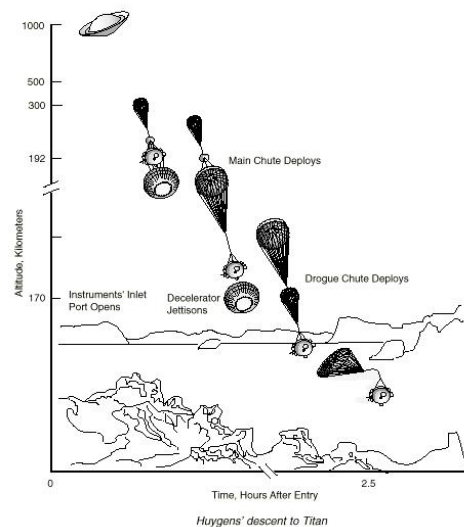 1000
500
300
192
Main Chute Deploys
Altitude, Kilometers
Drogue Chute Deploys
170
Instruments' Inlet
Port Opens
Decelerator
Jettisons
0
2.5
Time, Hours After Entry
Huygens' descent to Titan